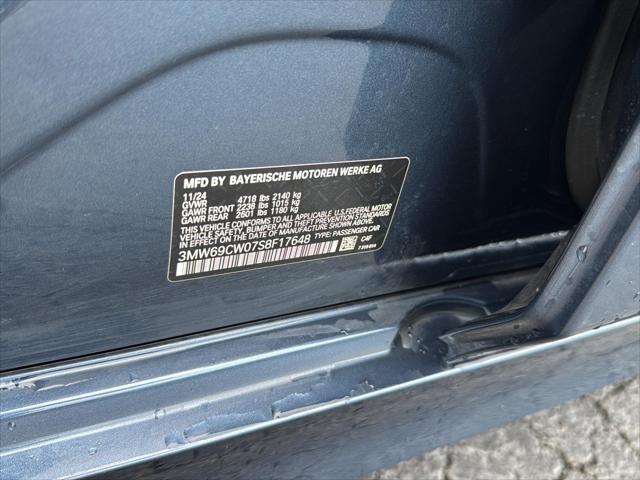 MFD BY BAYERISCHE MOTOREN WERKE AG
11/24
GVWR 4718 lbs 2140 kg
GAWR FRONT 2238 lbs 1015 kg
GAWR REAR 2601 lbs 1180 kg
THIS VEHICLE CONFORMS TO ALL APPLICABLE U.S. FEDERAL MOTOR
VEHICLE SAFETY, BUMPER AND THEFT PREVENTION STANDARDS
IN EFFECT ON THE DATE OF MANUFACTURE SHOWN ABOVE.
3MW69CW07S8F17648 TYPE: PASSENGER CAR
C4F